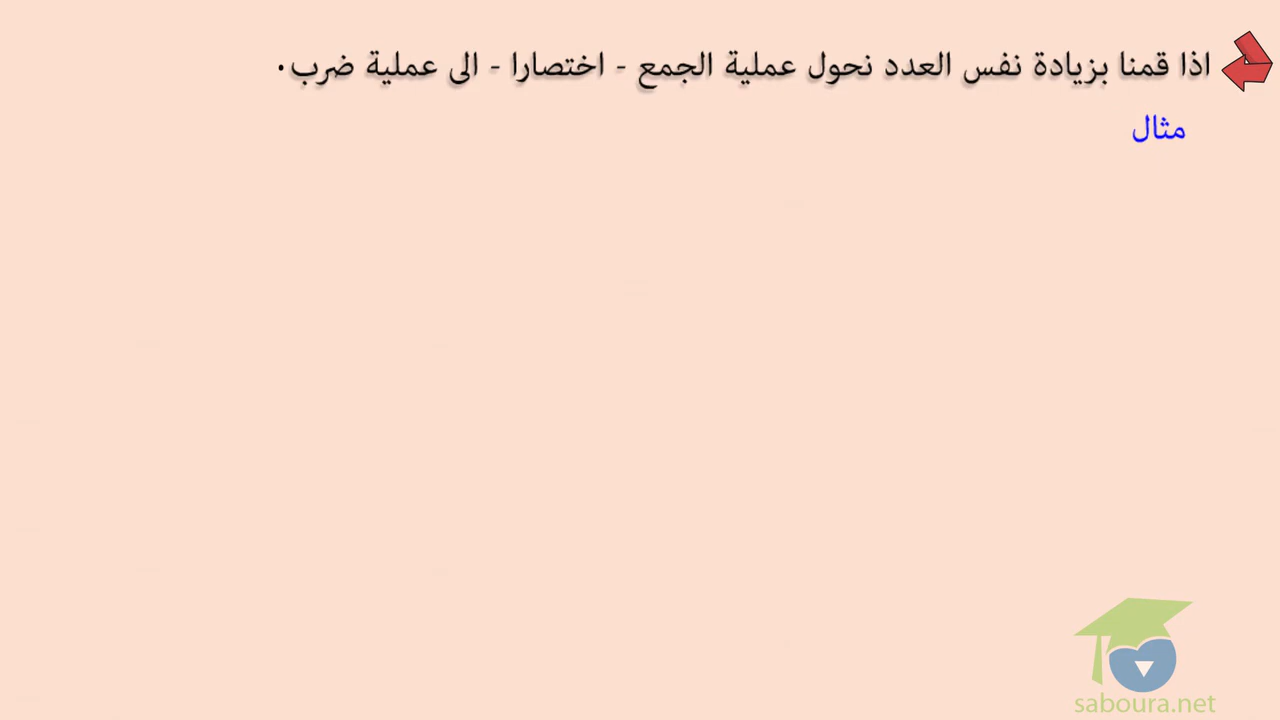 اذا قمنا بزيادة نفس العدد نحول عملية الجمع - اختصارا - الى عملية ضرب.
مثال
saboura.net